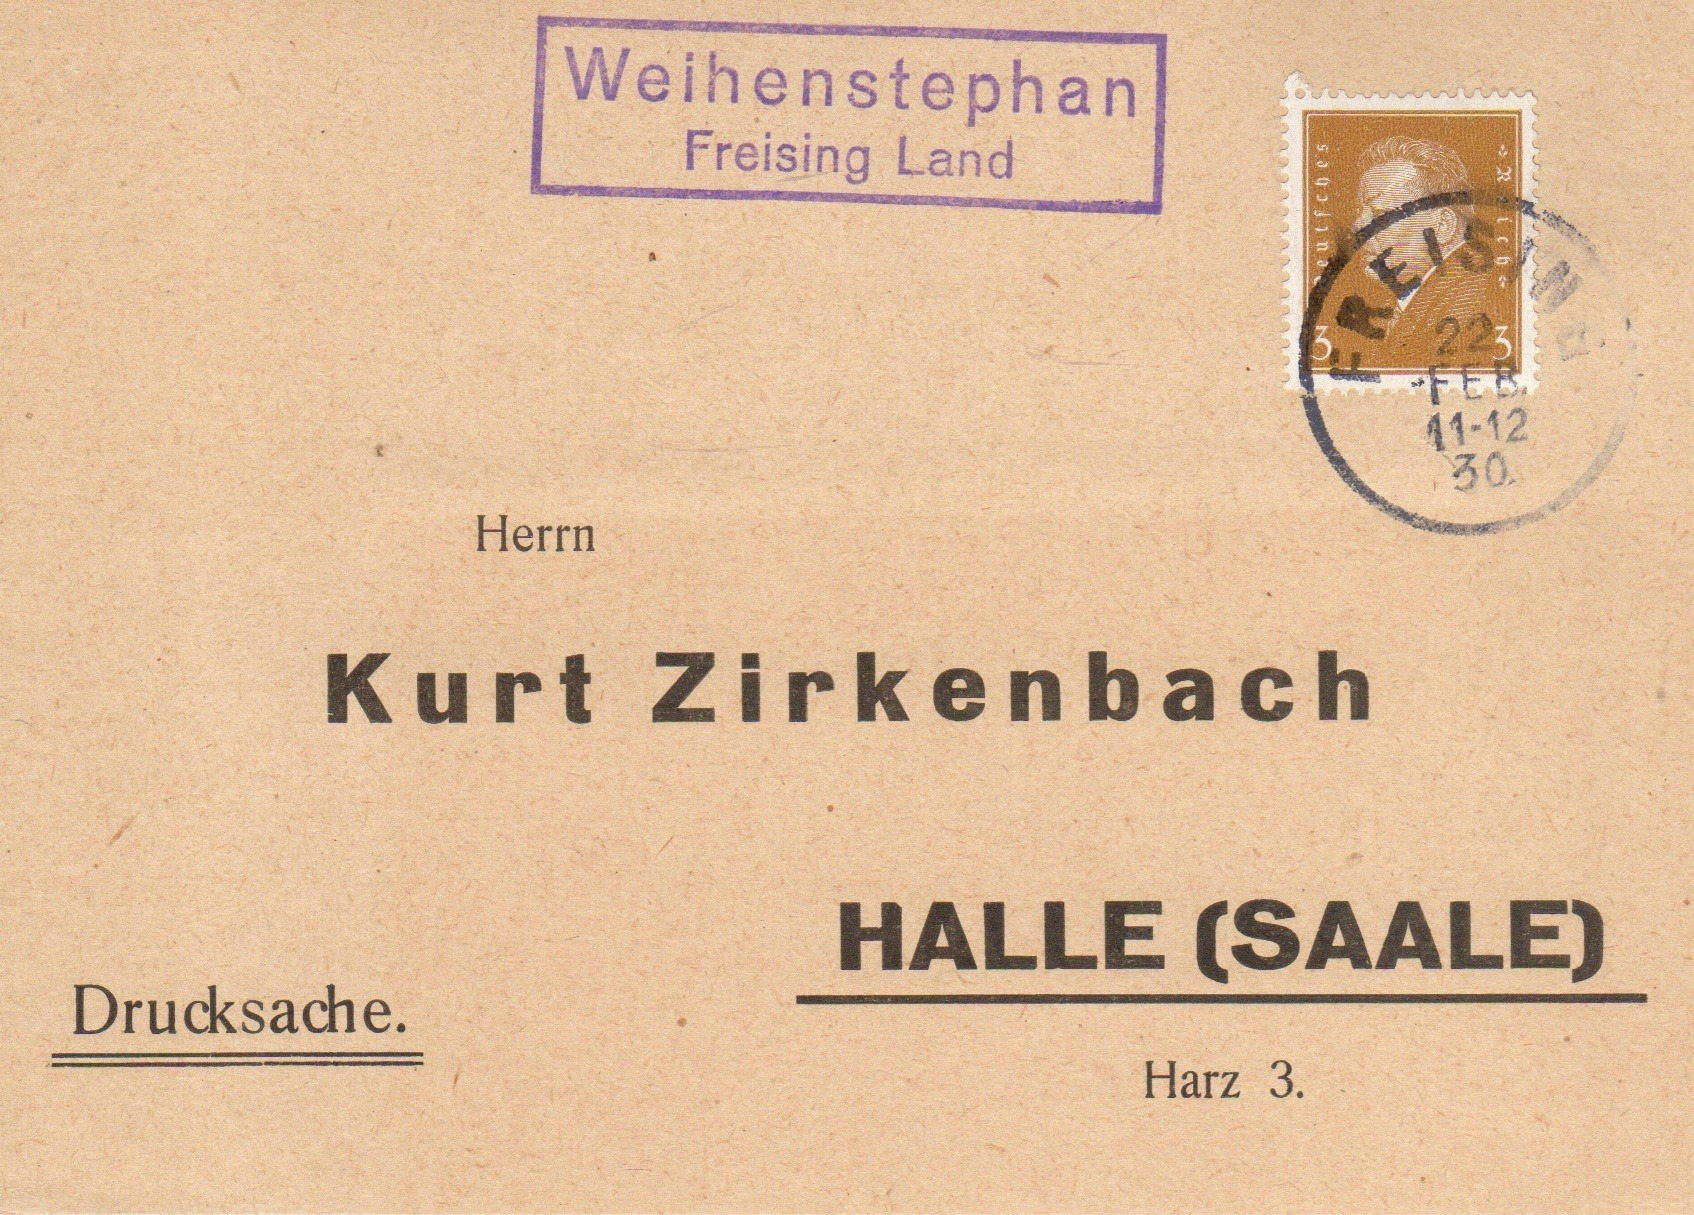 Weihenstephan
Freising Land
Deutsches
Reich
3
3
FREISING
22
FEB.
11-12
30.
Herrn
Kurt Zirkenbach
HALLE (SAALE)
Drucksache.
Harz 3.